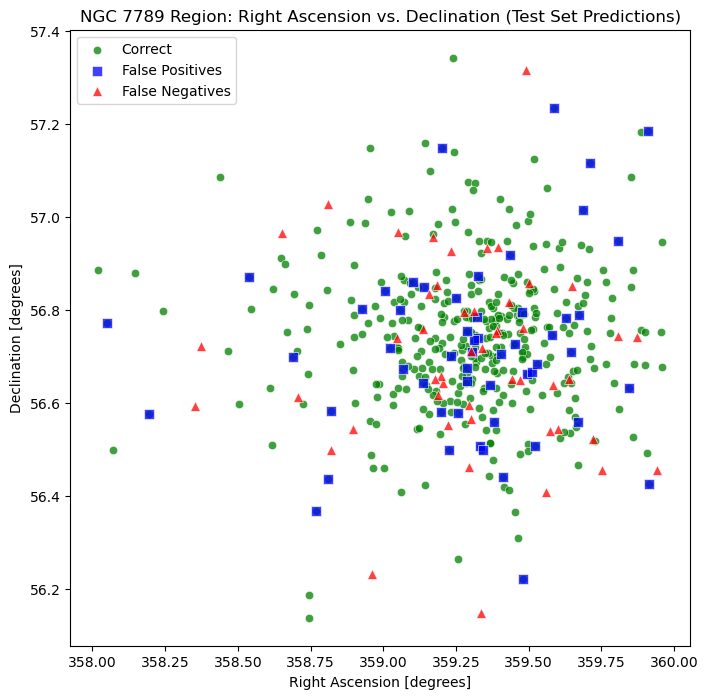 NGC 7789 Region: Right Ascension vs. Declination (Test Set Predictions)
Correct
False Positives
False Negatives
57.4
57.2
57.0
56.8
56.6
56.4
56.2
Declination [degrees]
358.00 358.25 358.50 358.75 359.00 359.25 359.50 359.75 360.00
Right Ascension [degrees]